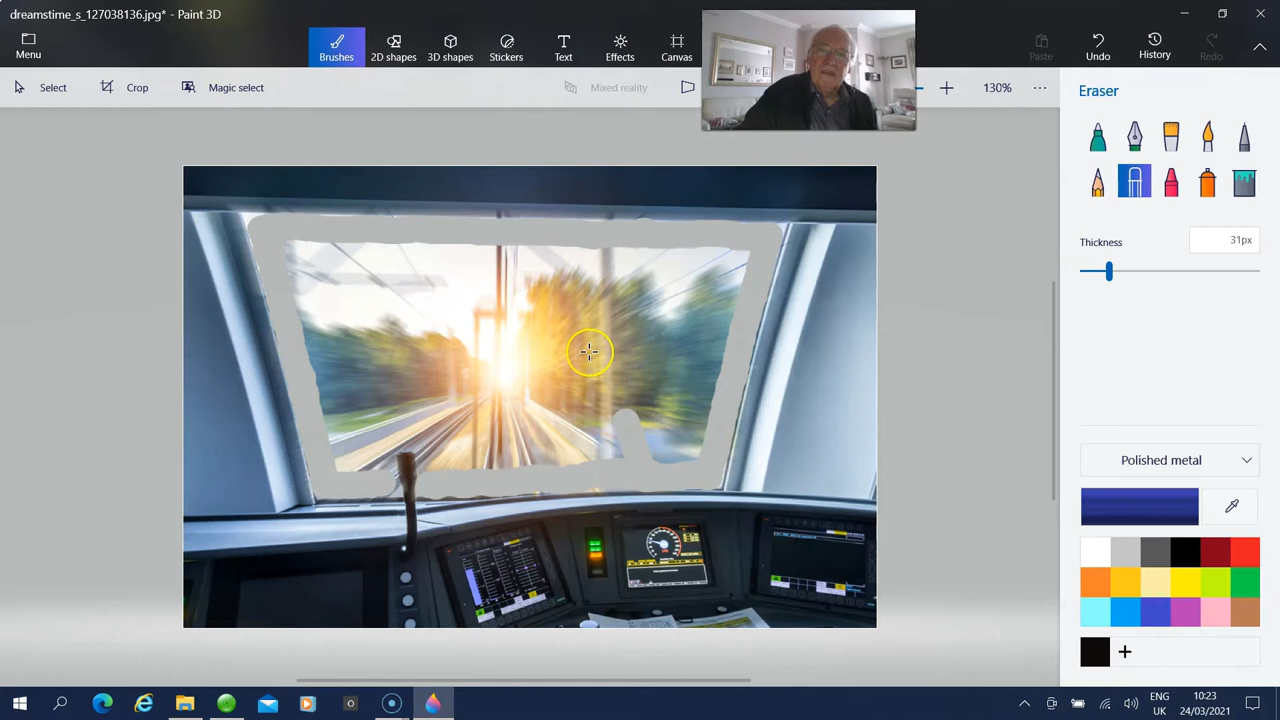 dreamstime_s_127038136.jpg* - Paint 3D
Menu
Brushes
2D shapes
3D shapes
Stickers
Text
Effects
Canvas
Paste
Undo
History
Redo
Select
Crop
Magic select
Mixed reality
130%
Eraser
Thickness
31px
Polished metal
ENG
UK
10:23
24/03/2021